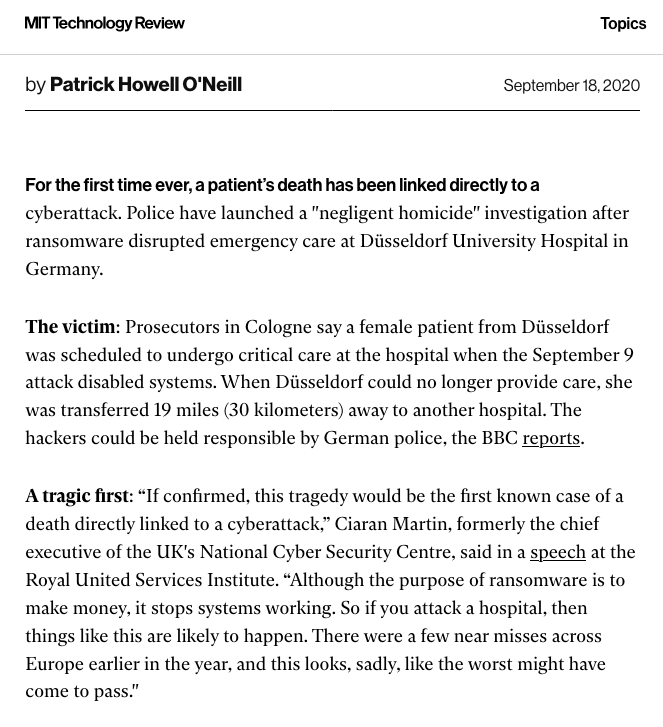 MIT Technology Review
Topics
by Patrick Howell O'Neill
September 18, 2020
For the first time ever, a patient’s death has been linked directly to a
cyberattack. Police have launched a "negligent homicide" investigation after
ransomware disrupted emergency care at Düsseldorf University Hospital in
Germany.
The victim: Prosecutors in Cologne say a female patient from Düsseldorf
was scheduled to undergo critical care at the hospital when the September 9
attack disabled systems. When Düsseldorf could no longer provide care, she
was transferred 19 miles (30 kilometers) away to another hospital. The
hackers could be held responsible by German police, the BBC reports.
A tragic first: “If confirmed, this tragedy would be the first known case of a
death directly linked to a cyberattack,” Ciaran Martin, formerly the chief
executive of the UK's National Cyber Security Centre, said in a speech at the
Royal United Services Institute. “Although the purpose of ransomware is to
make money, it stops systems working. So if you attack a hospital, then
things like this are likely to happen. There were a few near misses across
Europe earlier in the year, and this looks, sadly, like the worst might have
come to pass."